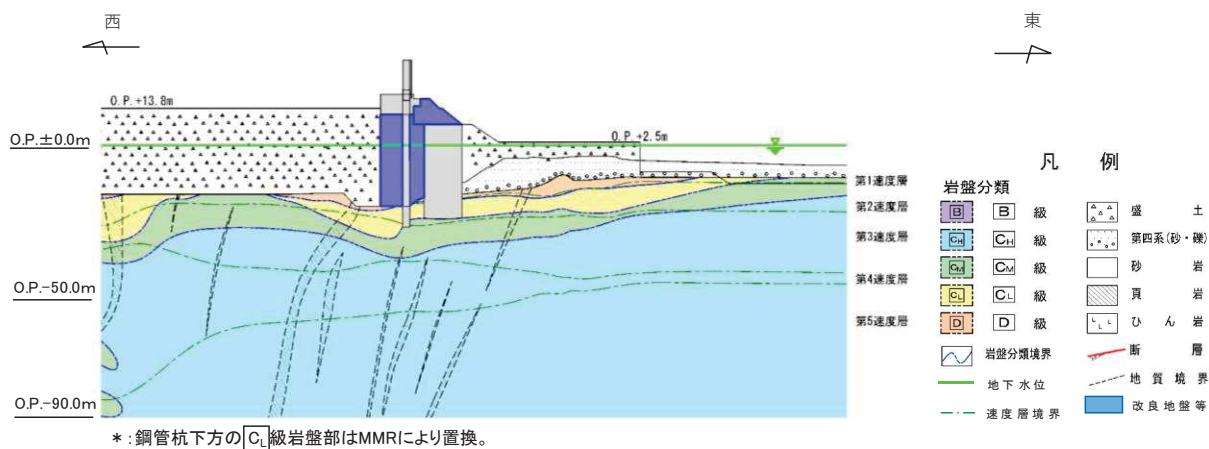 西
東
O.P.+13.8m
O.P.±0.0m
O.P.+2.5m
第1速度層
第2速度層
第3速度層
O.P.-50.0m
第4速度層
第5速度層
O.P.-90.0m
*:鋼管杭下方のCL級岩盤部はMMRにより置換。
凡 例
岩盤分類
B B 級
CH CH 級
CM CM 級
CL CL 級
D D 級
岩盤分類境界
地下水位
速度層境界
盛 土
第四系(砂・礫)
砂 岩
頁 岩
ひ ん 岩
断 層
地質境界
改良地盤等